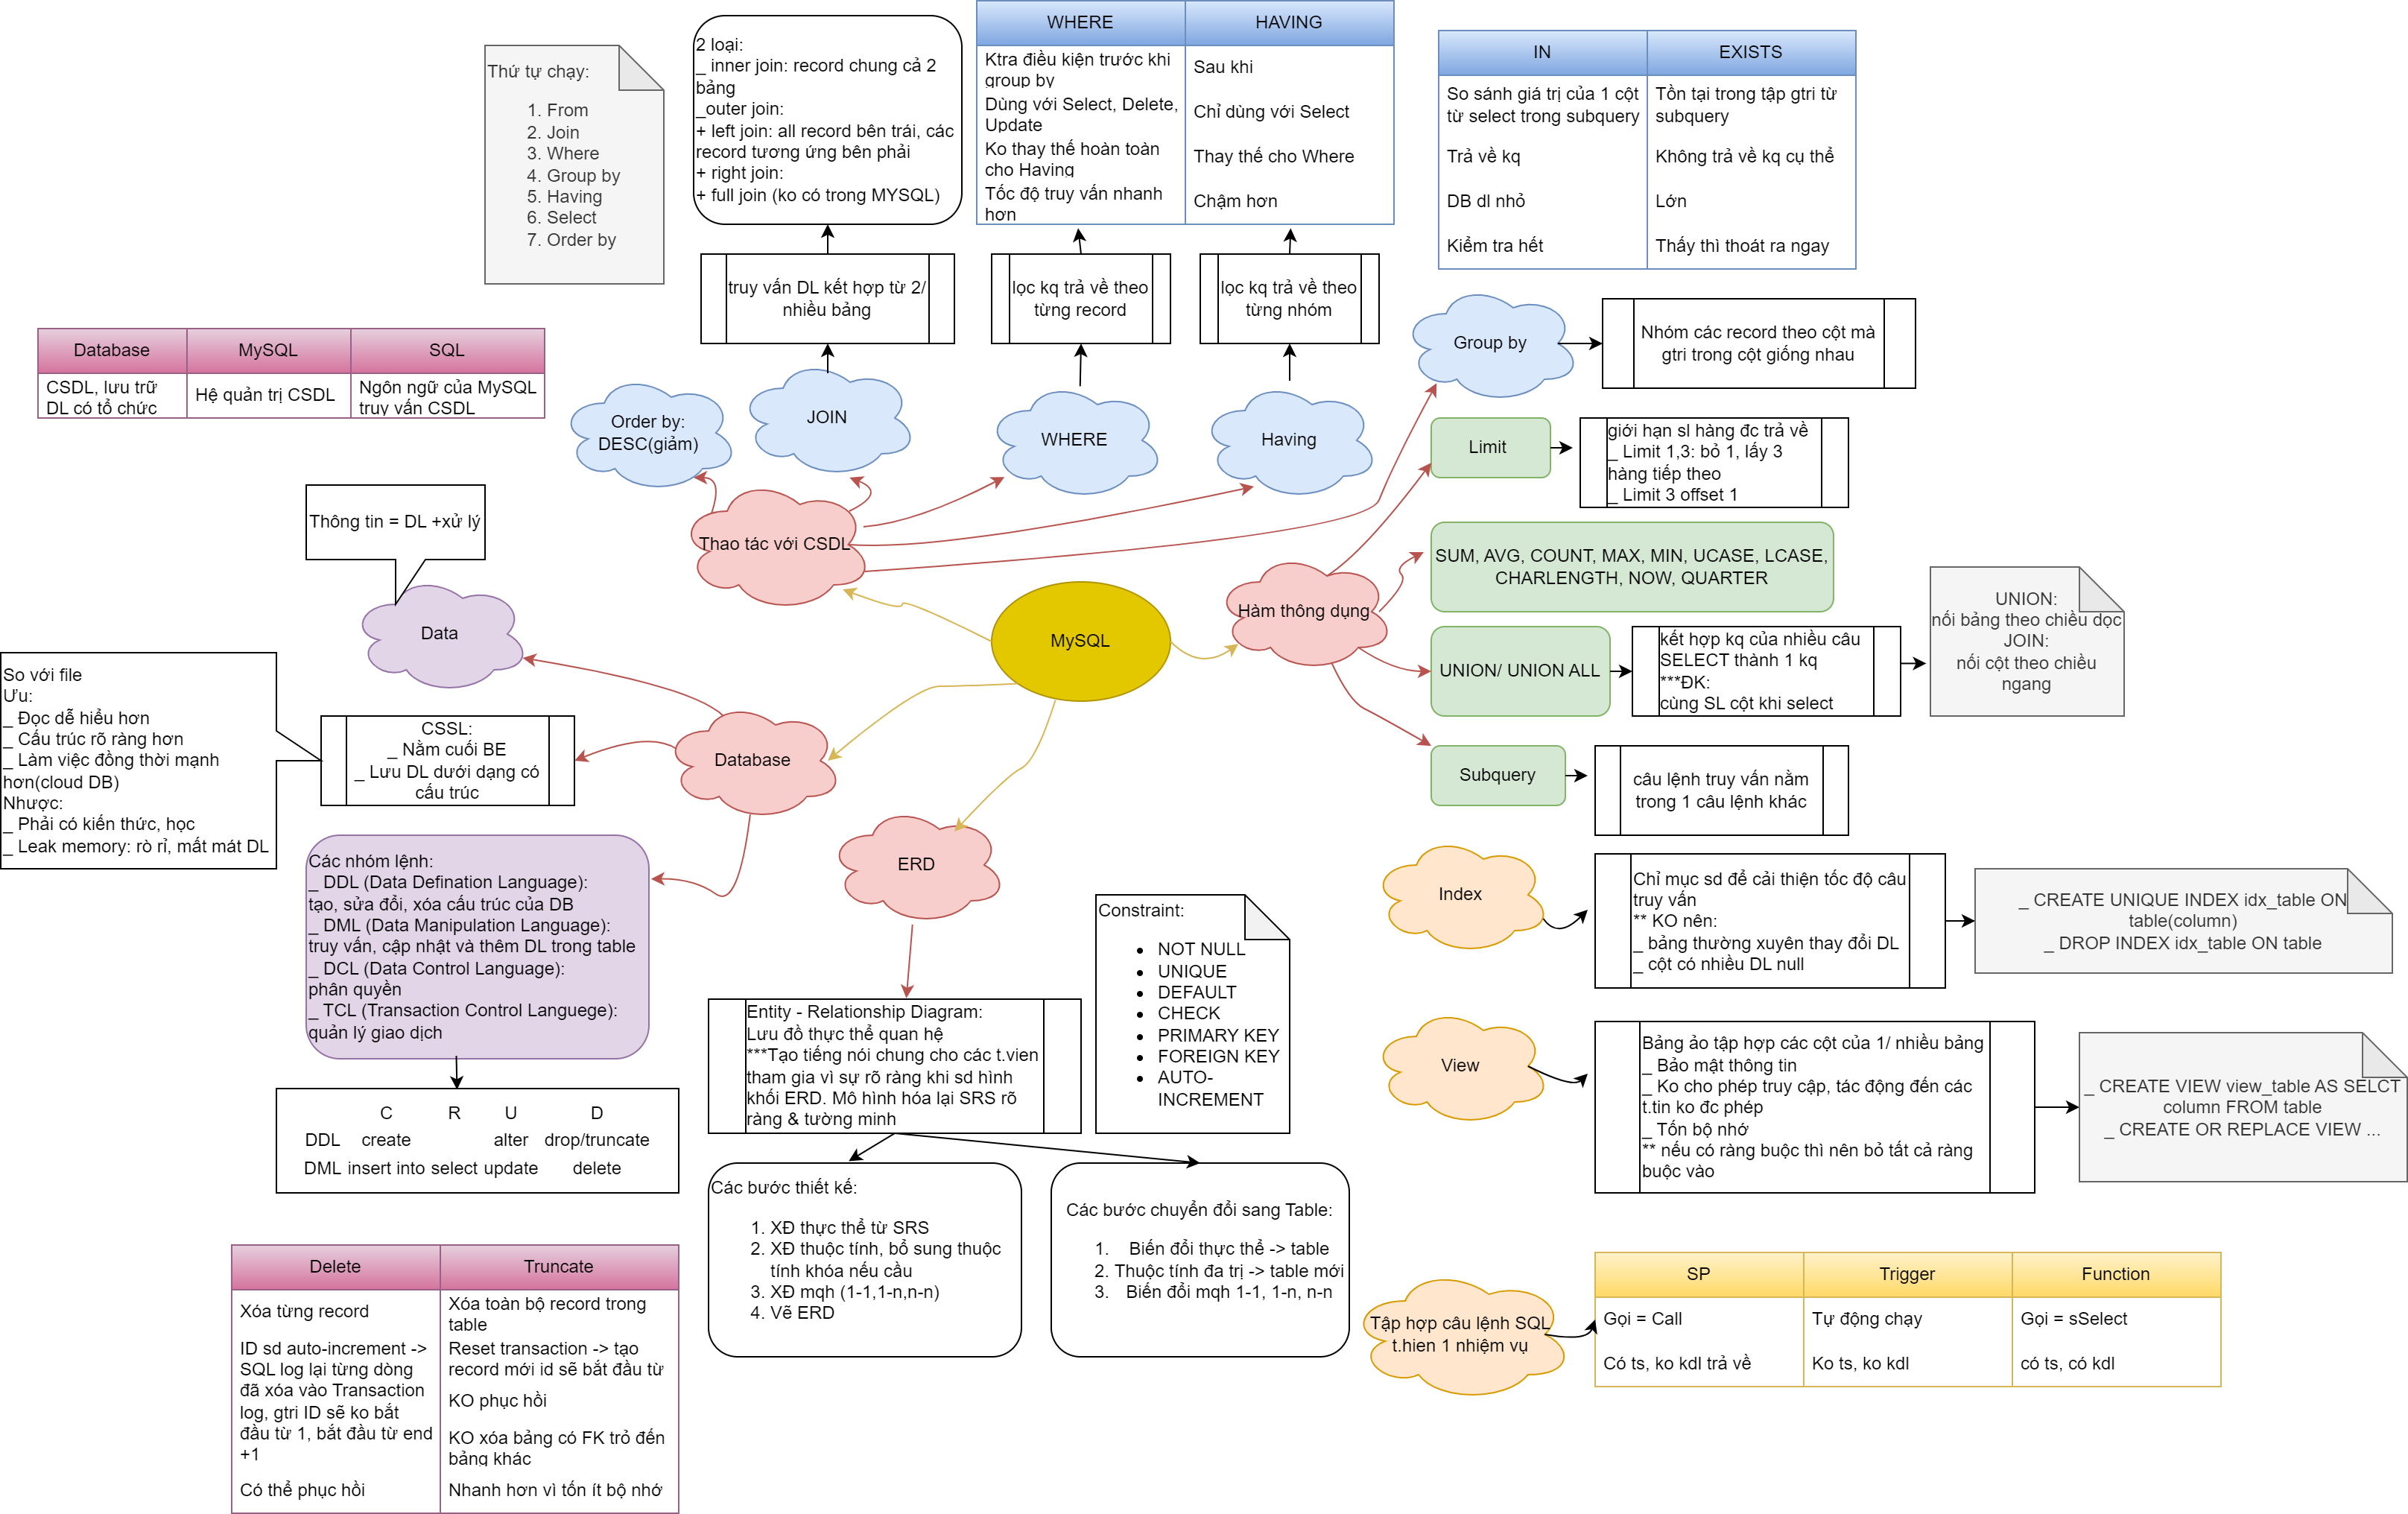 Thứ tự chạy:
1. From
2. Join
3. Where
4. Group by
5. Having
6. Select
7. Order by
2 loại:
_ inner join: record chung cả 2
bảng
_outer join:
+ left join: all record bên trái, các
record tương ứng bên phải
+ right join:
+ full join (ko có trong MYSQL)
WHERE
HAVING
Ktra điều kiện trước khi
group by
Sau khi
Dùng với Select, Delete,
Update
Chỉ dùng với Select
Ko thay thế hoàn toàn
cho Having
Thay thế cho Where
Tốc độ truy vấn nhanh
hơn
Chậm hơn
IN
EXISTS
So sánh giá trị của 1 cột
từ select trong subquery
Tồn tại trong tập gtri từ
subquery
Trả về kq
Không trả về kq cụ thể
DB dl nhỏ
Lớn
Kiểm tra hết
Thấy thì thoát ra ngay
truy vấn DL kết hợp từ 2/
nhiều bảng
lọc kq trả về theo
từng record
lọc kq trả về theo
từng nhóm
Group by
Nhóm các record theo cột mà
gtri trong cột giống nhau
Database
MySQL
SQL
CSDL, lưu trữ
DL có tổ chức
Hệ quản trị CSDL
Ngôn ngữ của MySQL
truy vấn CSDL
Order by:
DESC(giảm)
JOIN
WHERE
Having
Limit
giới hạn sl hàng đc trả về
_ Limit 1,3: bỏ 1, lấy 3
hàng tiếp theo
_ Limit 3 offset 1
Thông tin = DL +xử lý
Thao tác với CSDL
SUM, AVG, COUNT, MAX, MIN, UCASE, LCASE,
CHARLENGTH, NOW, QUARTER
Data
MySQL
Hàm thông dụng
UNION/ UNION ALL
kết hợp kq của nhiều câu
SELECT thành 1 kq
***ĐK:
cùng SL cột khi select
UNION:
nối bảng theo chiều dọc
JOIN:
nối cột theo chiều
ngang
So với file
Ưu:
_ Đọc dễ hiểu hơn
_ Cấu trúc rõ ràng hơn
_ Làm việc đồng thời mạnh
hơn(cloud DB)
Nhược:
_ Phải có kiến thức, học
_ Leak memory: rò rỉ, mất mát DL
CSSL:
_ Nằm cuối BE
_ Lưu DL dưới dạng có
cấu trúc
Database
Subquery
câu lệnh truy vấn nằm
trong 1 câu lệnh khác
Các nhóm lệnh:
_ DDL (Data Defination Language):
tạo, sửa đổi, xóa cấu trúc của DB
_ DML (Data Manipulation Language):
truy vấn, cập nhật và thêm DL trong table
_ DCL (Data Control Language):
phân quyền
_ TCL (Transaction Control Languege):
quản lý giao dịch
ERD
Index
Chỉ mục sd để cải thiện tốc độ câu
truy vấn
** KO nên:
_ bảng thường xuyên thay đổi DL
_ cột có nhiều DL null
_ CREATE UNIQUE INDEX idx_table ON
table(column)
_ DROP INDEX idx_table ON table
Constraint:
• NOT NULL
• UNIQUE
• DEFAULT
• CHECK
• PRIMARY KEY
• FOREIGN KEY
• AUTO-
INCREMENT
Entity - Relationship Diagram:
Lưu đồ thực thể quan hệ
***Tạo tiếng nói chung cho các t.vien
tham gia vì sự rõ ràng khi sd hình
khối ERD. Mô hình hóa lại SRS rõ
ràng & tường minh
View
Bảng ảo tập hợp các cột của 1/ nhiều bảng
_ Bảo mật thông tin
_ Ko cho phép truy cập, tác động đến các
t.tin ko đc phép
_ Tốn bộ nhớ
** nếu có ràng buộc thì nên bỏ tất cả ràng
buộc vào
_ CREATE VIEW view_table AS SELCT
column FROM table
_ CREATE OR REPLACE VIEW ...
C R U D
DDL create alter drop/truncate
DML insert into select update delete
Các bước thiết kế:
1. XĐ thực thể từ SRS
2. XĐ thuộc tính, bổ sung thuộc
tính khóa nếu cầu
3. XĐ mqh (1-1,1-n,n-n)
4. Vẽ ERD
Các bước chuyển đổi sang Table:
1. Biến đổi thực thể -> table
2. Thuộc tính đa trị -> table mới
3. Biến đổi mqh 1-1, 1-n, n-n
Delete
Truncate
Xóa từng record
Xóa toàn bộ record trong
table
ID sd auto-increment ->
SQL log lại từng dòng
đã xóa vào Transaction
log, gtri ID sẽ ko bắt
đầu từ 1, bắt đầu từ end
+1
Reset transaction -> tạo
record mới id sẽ bắt đầu từ
KO phục hồi
KO xóa bảng có FK trỏ đến
bảng khác
Có thể phục hồi
Nhanh hơn vì tốn ít bộ nhớ
Tập hợp câu lệnh SQL
t.hien 1 nhiệm vụ
SP
Trigger
Function
Gọi = Call
Tự động chạy
Gọi = sSelect
Có ts, ko kdl trả về
Ko ts, ko kdl
có ts, có kdl